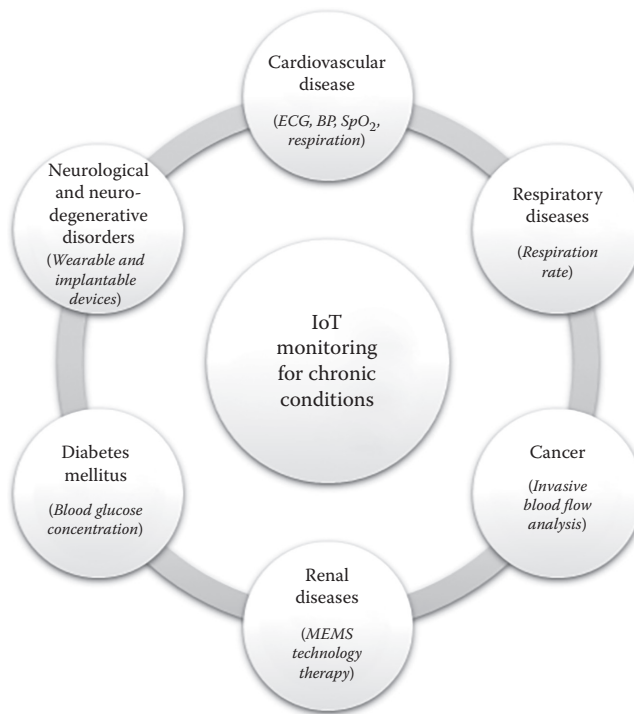 Cardiovascular
disease
(ECG, BP, SpO₂,
respiration)
Respiratory
diseases
(Respiration
rate)
Cancer
(Invasive
blood flow
analysis)
Renal
diseases
(MEMS
technology
therapy)
Diabetes
mellitus
(Blood glucose
concentration)
Neurological
and neuro-
degenerative
disorders
(Wearable and
implantable
devices)
IoT
monitoring
for chronic
conditions